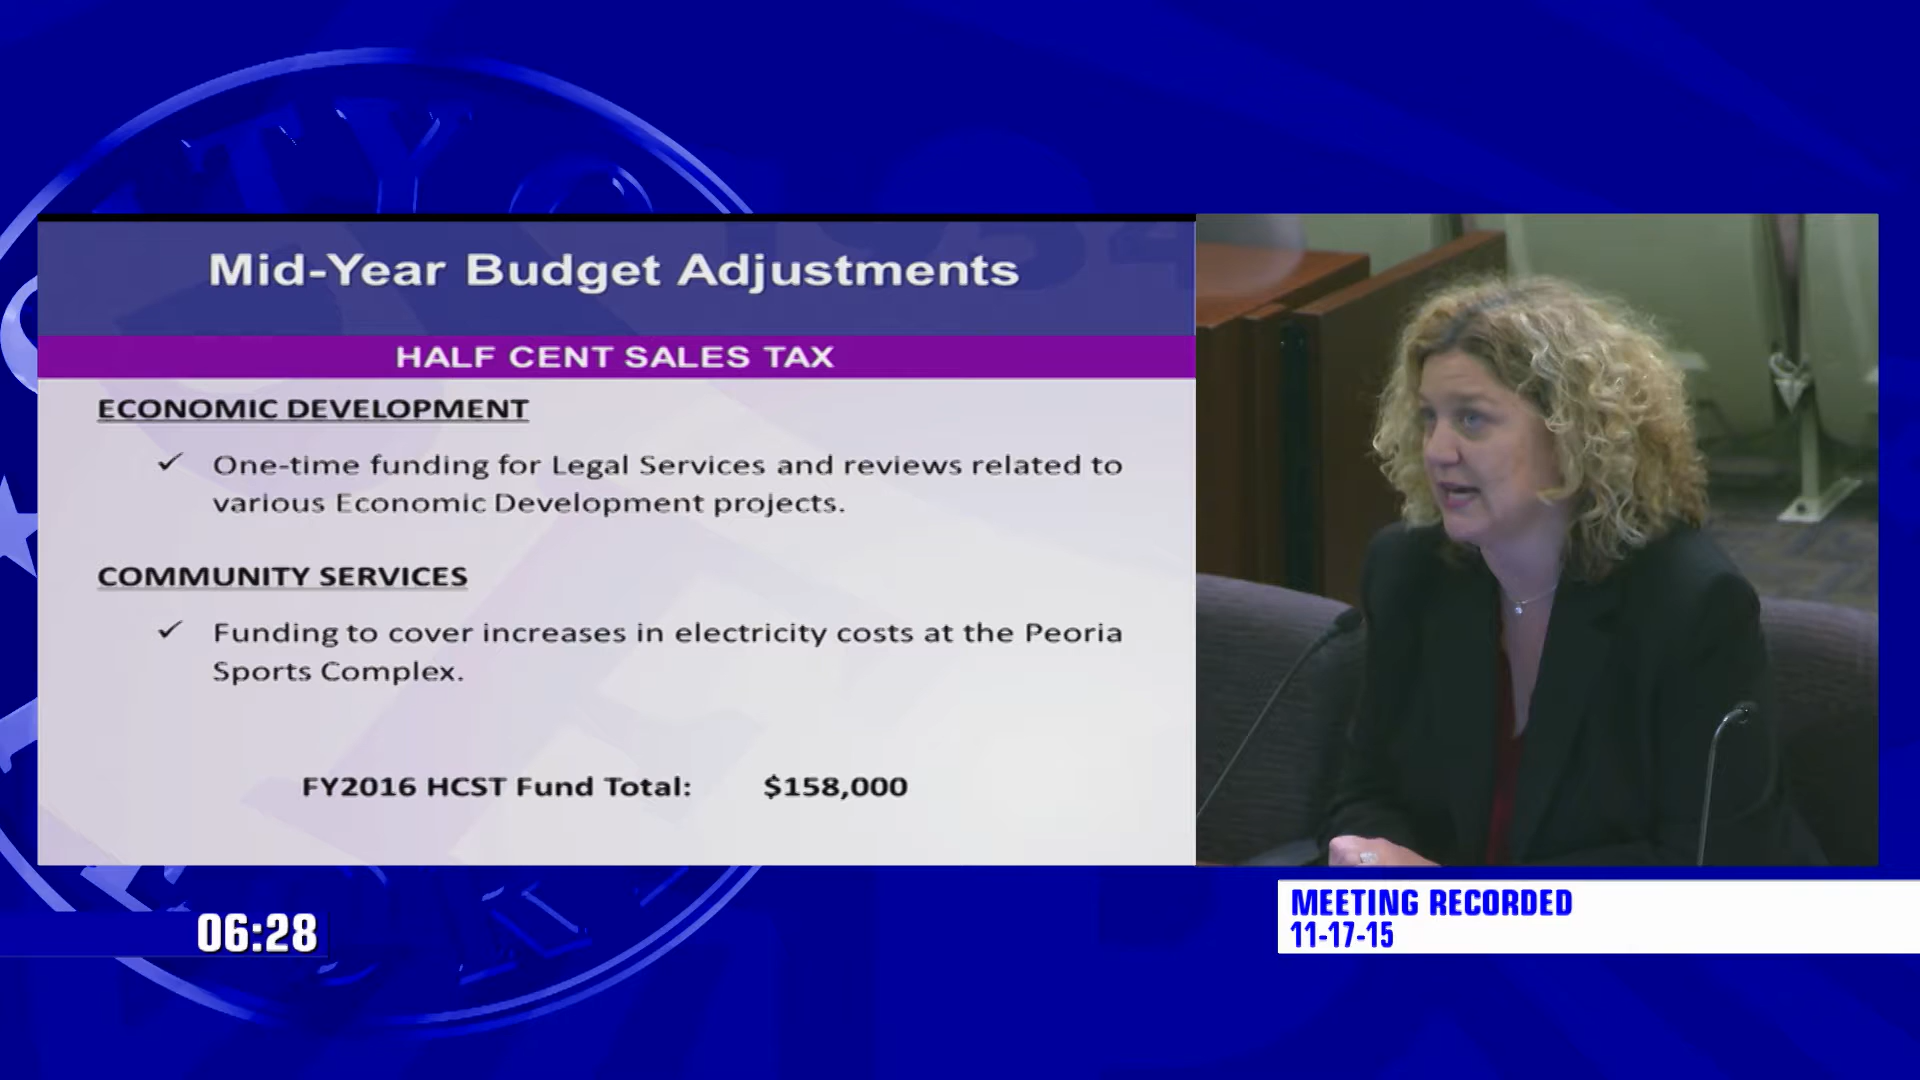 Mid-Year Budget Adjustments
HALF CENT SALES TAX
ECONOMIC DEVELOPMENT
✓ One-time funding for Legal Services and reviews related to
various Economic Development projects.
COMMUNITY SERVICES
✓ Funding to cover increases in electricity costs at the Peoria
Sports Complex.
FY2016 HCST Fund Total: $158,000
06:28
MEETING RECORDED
11-17-15